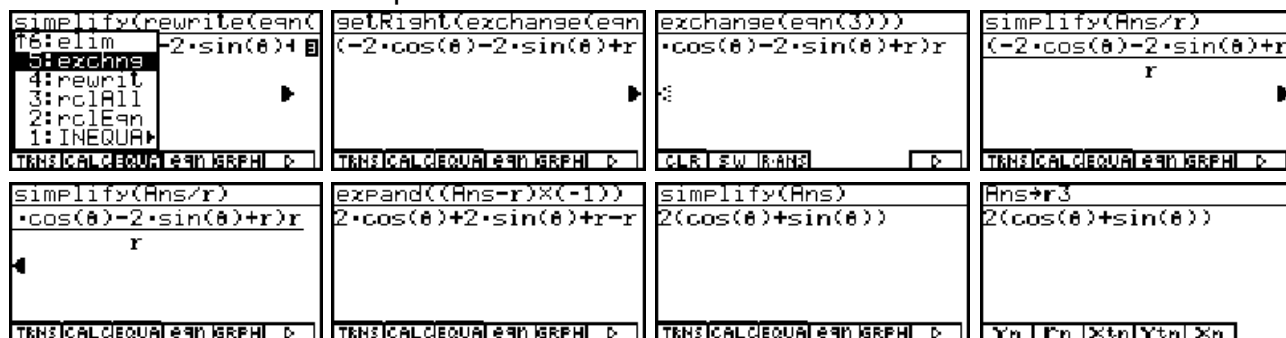 simplify(rewrite(eqn(
↑6:elim
-2·sin(θ)+
3
5:exchng
4:rewrit
3:rclAll
2:rclEqn
1:INEQUA▶
TRNS CALC EQUA eqn GRPH ▷
getRight(exchange(eqn
(-2·cos(θ)-2·sin(θ)+r
TRNS CALC EQUA eqn GRPH ▷
exchange(eqn(3)))
·cos(θ)-2·sin(θ)+r)r
CLR SW R·ANS ▷
simplify(Ans/r)
(-2·cos(θ)-2·sin(θ)+r
r
TRNS CALC EQUA eqn GRPH ▷
simplify(Ans/r)
·cos(θ)-2·sin(θ)+r)r
r
TRNS CALC EQUA eqn GRPH ▷
expand((Ans-r)×(-1))
2·cos(θ)+2·sin(θ)+r-r
TRNS CALC EQUA eqn GRPH ▷
simplify(Ans)
2(cos(θ)+sin(θ))
TRNS CALC EQUA eqn GRPH ▷
Ans→r3
2(cos(θ)+sin(θ))
Yn rn Xtn Ytn Xn